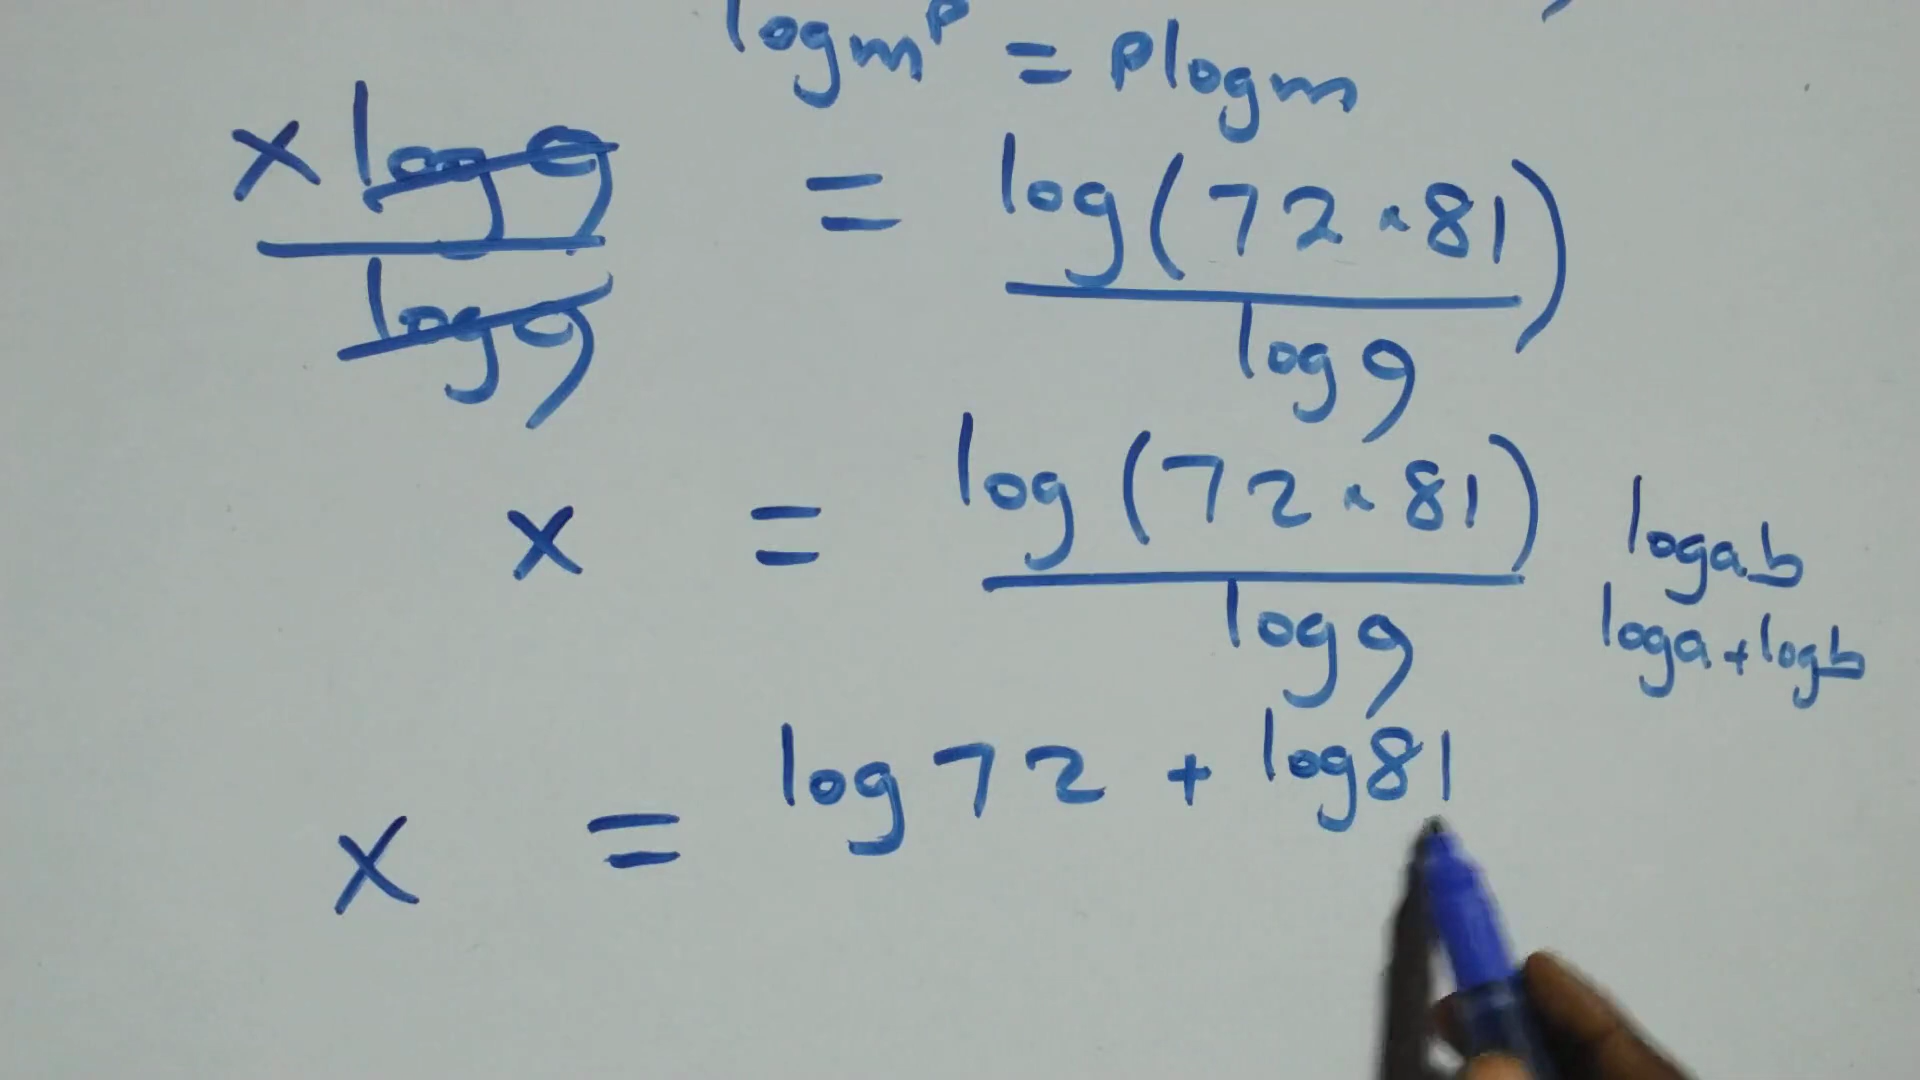 log m^p = p log m
x log 9 / log 9 = log (72 × 81) / log 9
x = log (72 × 81) / log 9
log ab
log a + log b
x = log 72 + log 81